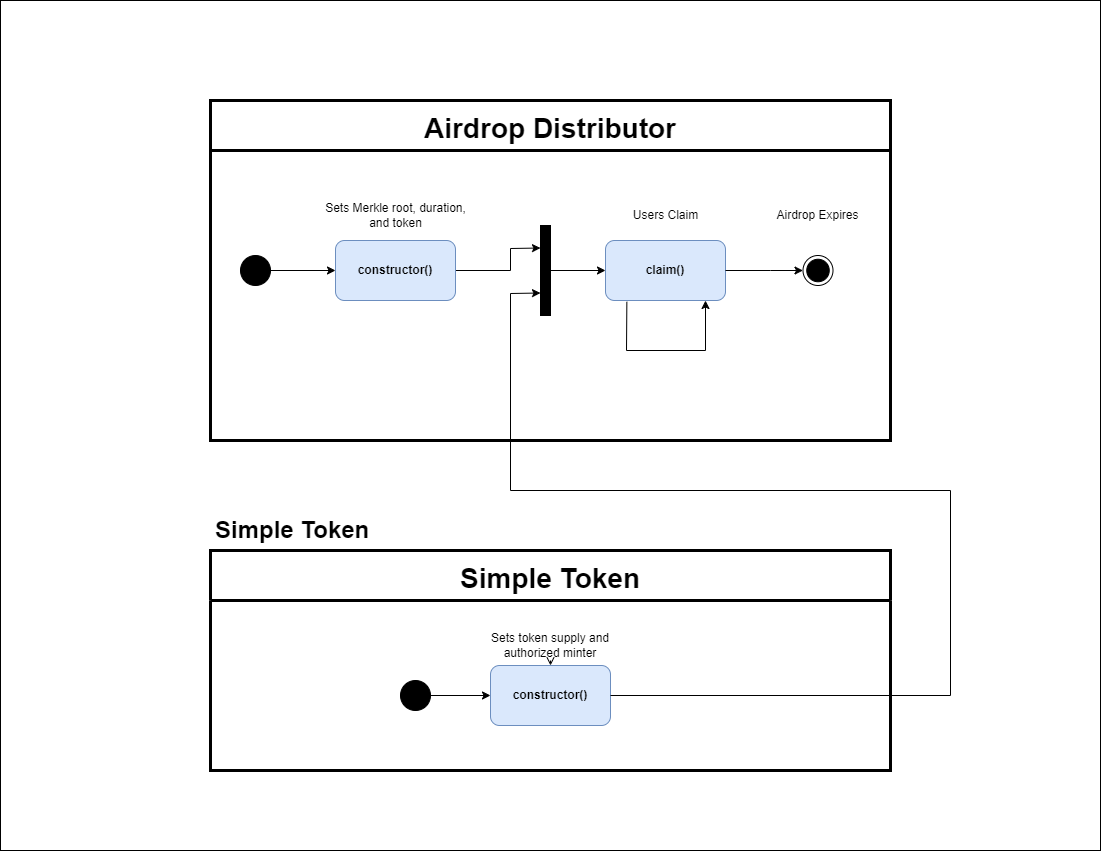 Airdrop Distributor
Sets Merkle root, duration,
and token
Users Claim
Airdrop Expires
constructor()
claim()
Simple Token
Simple Token
Sets token supply and
authorized minter
constructor()